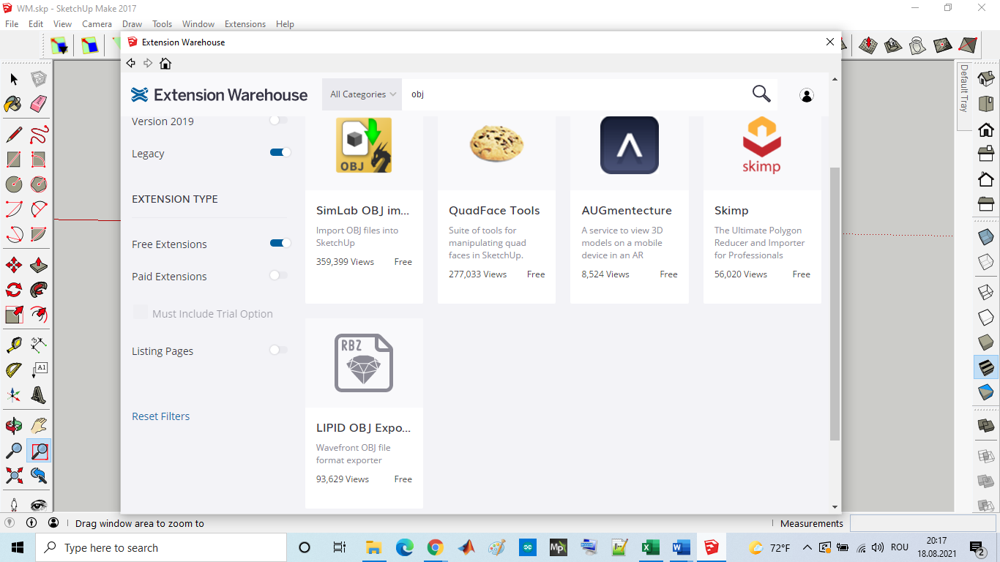 WM.skp - SketchUp Make 2017
File Edit View Camera Draw Tools Window Extensions Help
Extension Warehouse
Extension Warehouse
All Categories
obj
Default Tray
Version 2019
Legacy
EXTENSION TYPE
Free Extensions
Paid Extensions
Must Include Trial Option
Listing Pages
Reset Filters
OBJ
SimLab OBJ im...
Import OBJ files into
SketchUp
359,399 Views Free
QuadFace Tools
Suite of tools for
manipulating quad
faces in SketchUp.
277,033 Views Free
AUGmentecture
A service to view 3D
models on a mobile
device in an AR
8,524 Views Free
skimp
Skimp
The Ultimate Polygon
Reducer and Importer
for Professionals
56,020 Views Free
RBZ
LIPID OBJ Expo...
Wavefront OBJ file
format exporter
93,629 Views Free
A1
Drag window area to zoom to
Measurements
Type here to search
Mp
72°F
ROU
20:17
18.08.2021
2